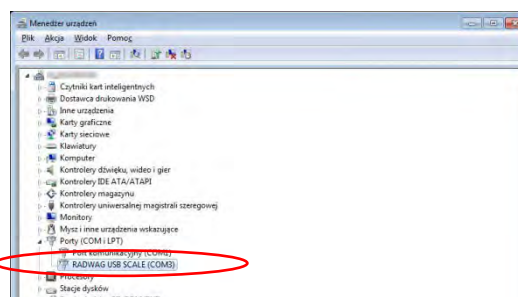 Menedżer urządzeń
Plik Akcja Widok Pomoc
Czytniki kart inteligentnych
Dostawca drukowania WSD
Inne urządzenia
Karty graficzne
Karty sieciowe
Klawiatury
Komputer
Kontrolery dźwięku, wideo i gier
Kontrolery IDE ATA/ATAPI
Kontrolery magazynu
Kontrolery uniwersalnej magistrali szeregowej
Monitory
Mysz i inne urządzenia wskazujące
Porty (COM i LPT)
Port komunikacyjny (COM2)
RADWAG USB SCALE (COM3)
Procesory
Stacje dysków